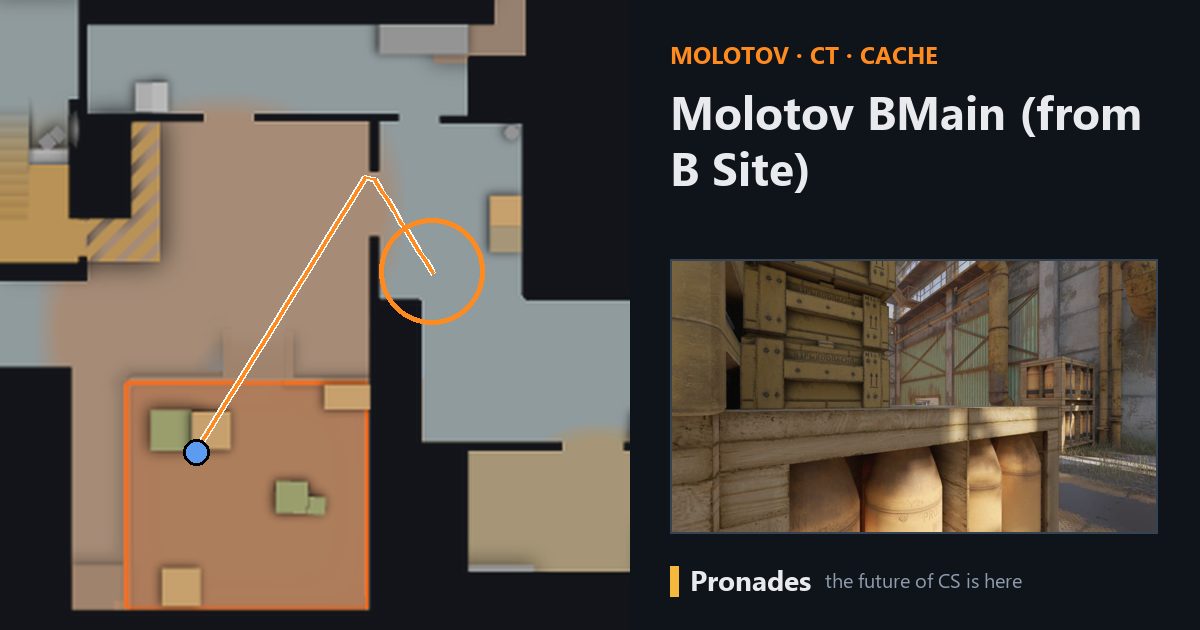 MOLOTOV · CT · CACHE
Molotov BMain (from
B Site)
Pronades the future of CS is here